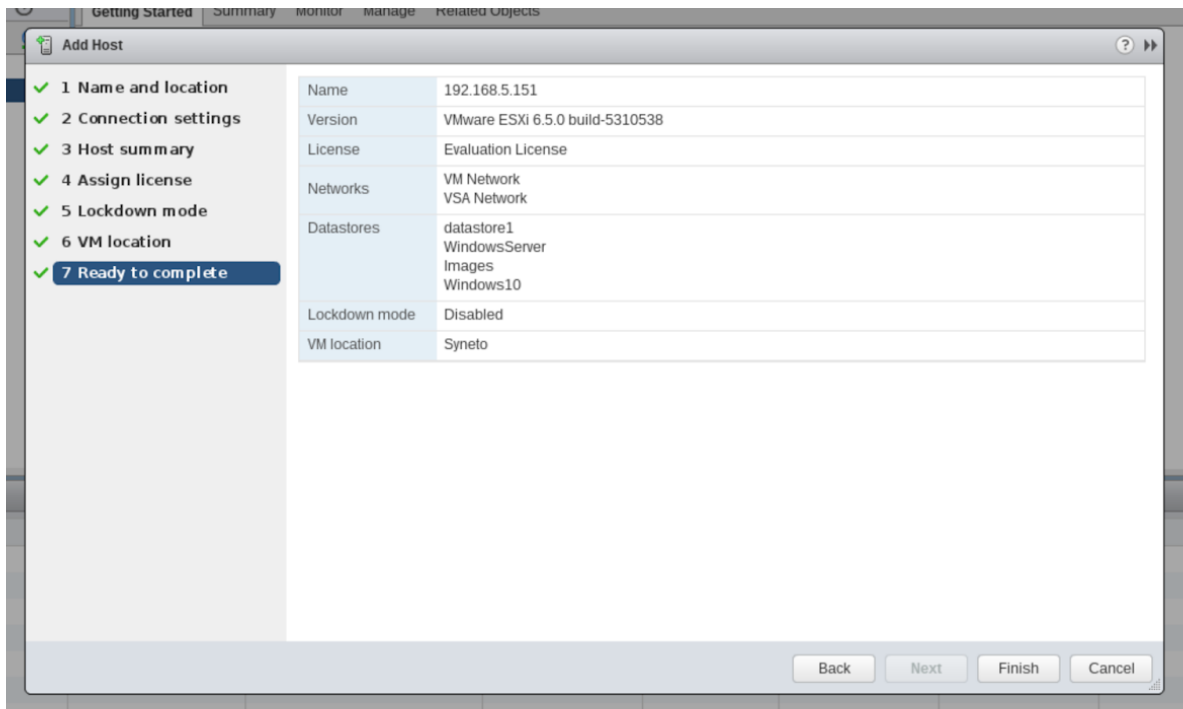 Getting Started Summary Monitor Manage Related Objects
Add Host
?
1 Name and location
2 Connection settings
3 Host summary
4 Assign license
5 Lockdown mode
6 VM location
7 Ready to complete
Name 192.168.5.151
Version VMware ESXi 6.5.0 build-5310538
License Evaluation License
Networks VM Network
VSA Network
Datastores datastore1
WindowsServer
Images
Windows10
Lockdown mode Disabled
VM location Syneto
Back Next Finish Cancel